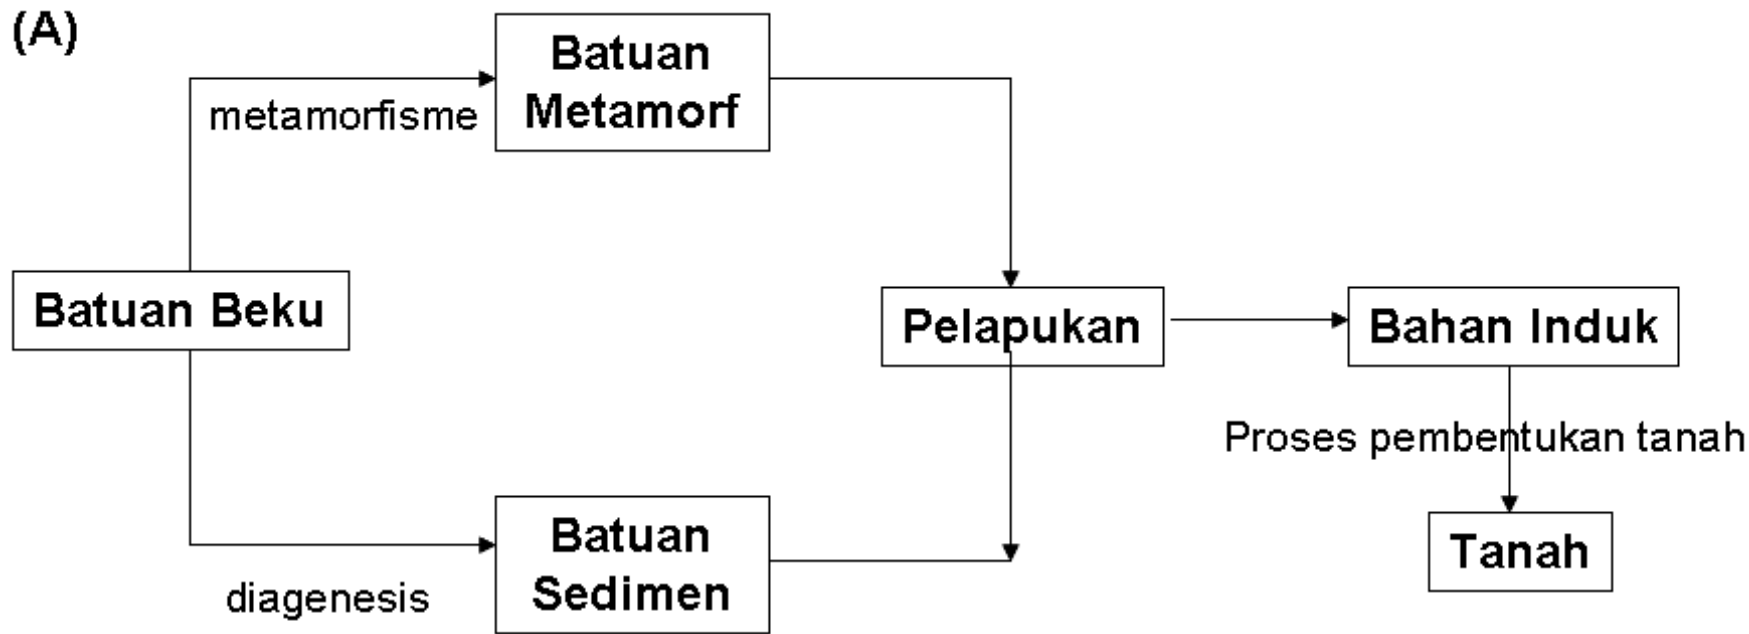 (A)
Batuan
Metamorf
metamorfisme
Batuan Beku
Pelapukan
Bahan Induk
Proses pembentukan tanah
Batuan
Sedimen
diagenesis
Tanah